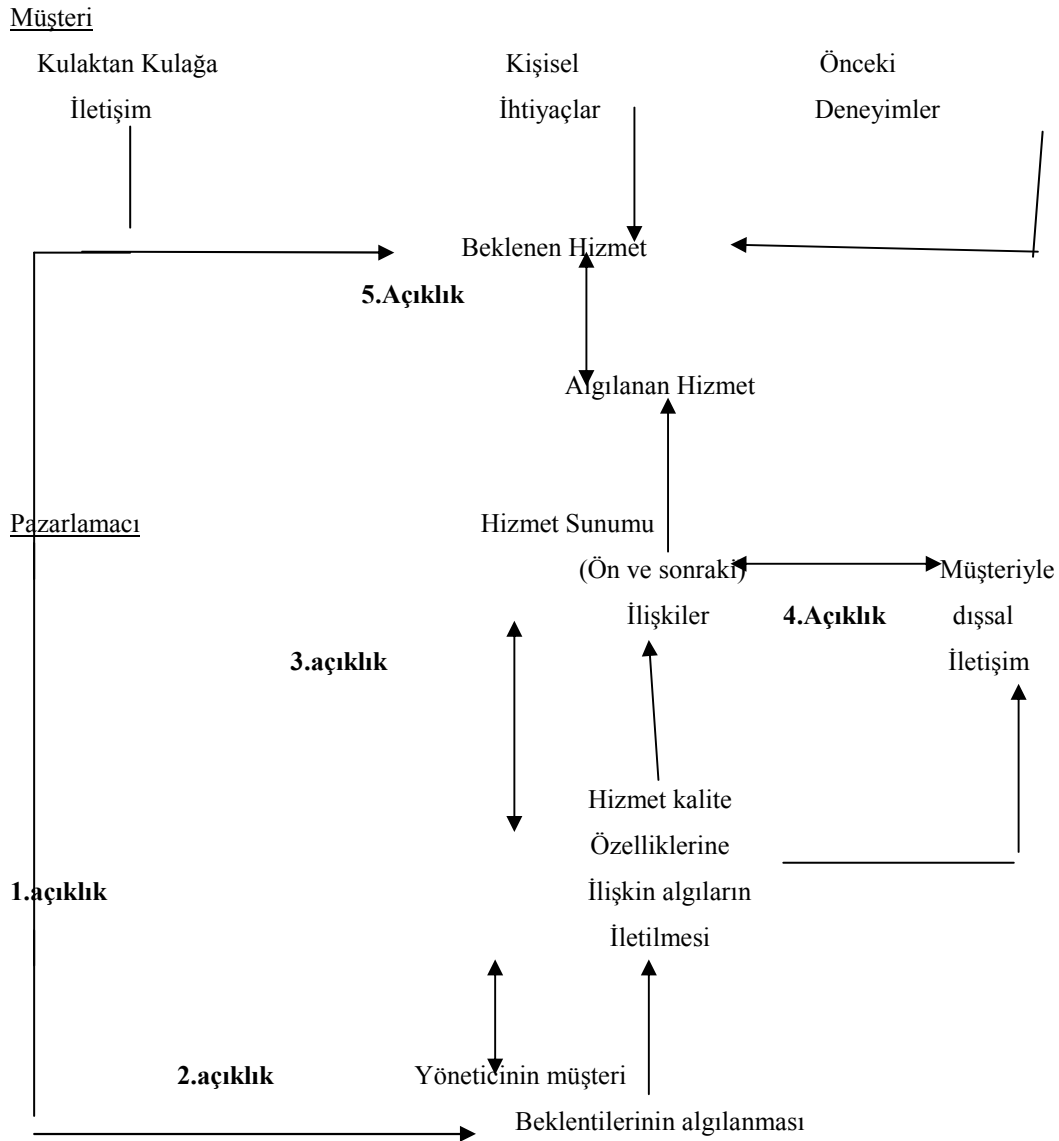 Müşteri
Kulaktan Kulağa Kişisel Önceki
İletişim İhtiyaçlar Deneyimler
Beklenen Hizmet
5.Açıklık
Algılanan Hizmet
Pazarlamacı Hizmet Sunumu
(Ön ve sonraki) Müşteriyle
İlişkiler 4.Açıklık dışsal
3.açıklık İletişim
Hizmet kalite
Özelliklerine
1.açıklık İlişkin algıların
İletilmesi
2.açıklık Yöneticinin müşteri
Beklentilerinin algılanması